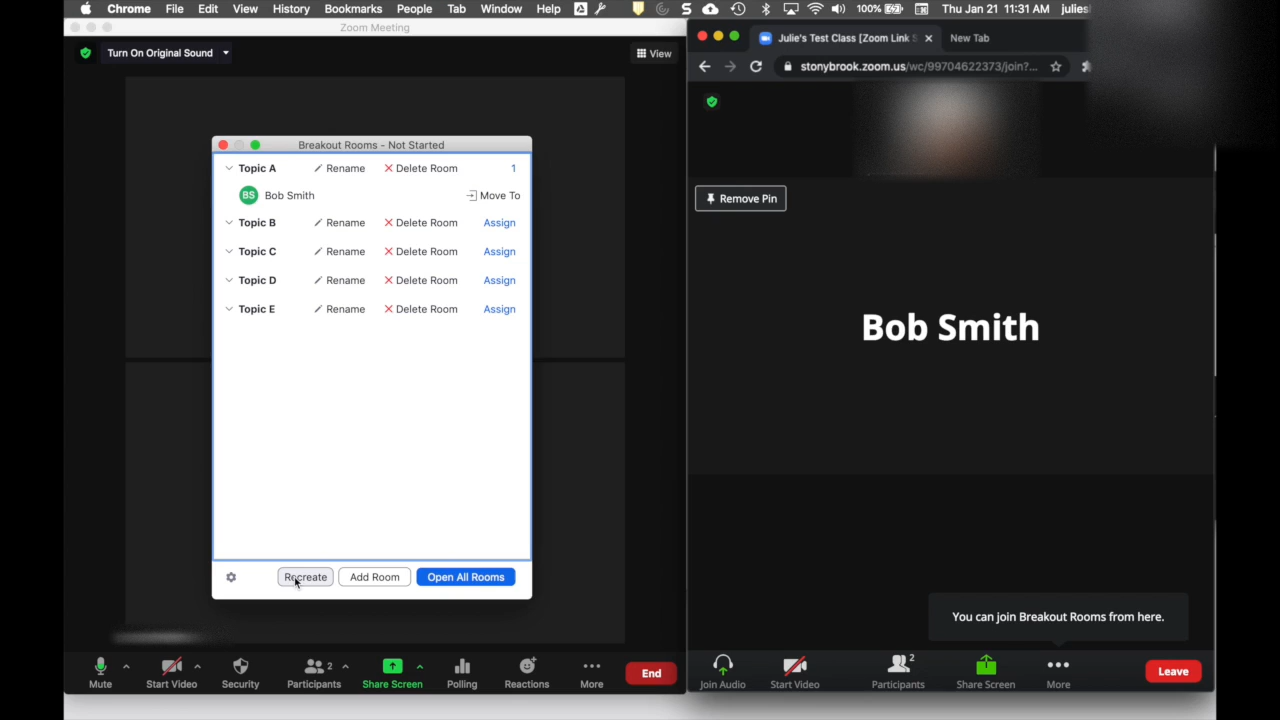 Chrome File Edit View History Bookmarks People Tab Window Help 100% Thu Jan 21 11:31 AM julies
Zoom Meeting
Turn On Original Sound
View
Breakout Rooms - Not Started
Topic A Rename Delete Room 1
BS Bob Smith Move To
Topic B Rename Delete Room Assign
Topic C Rename Delete Room Assign
Topic D Rename Delete Room Assign
Topic E Rename Delete Room Assign
Recreate Add Room Open All Rooms
Mute Start Video Security Participants 2 Share Screen Polling Reactions More End
Julie's Test Class [Zoom Link S New Tab
stonybrook.zoom.us/wc/99704622373/join?...
Remove Pin
Bob Smith
You can join Breakout Rooms from here.
Join Audio Start Video Participants 2 Share Screen More Leave